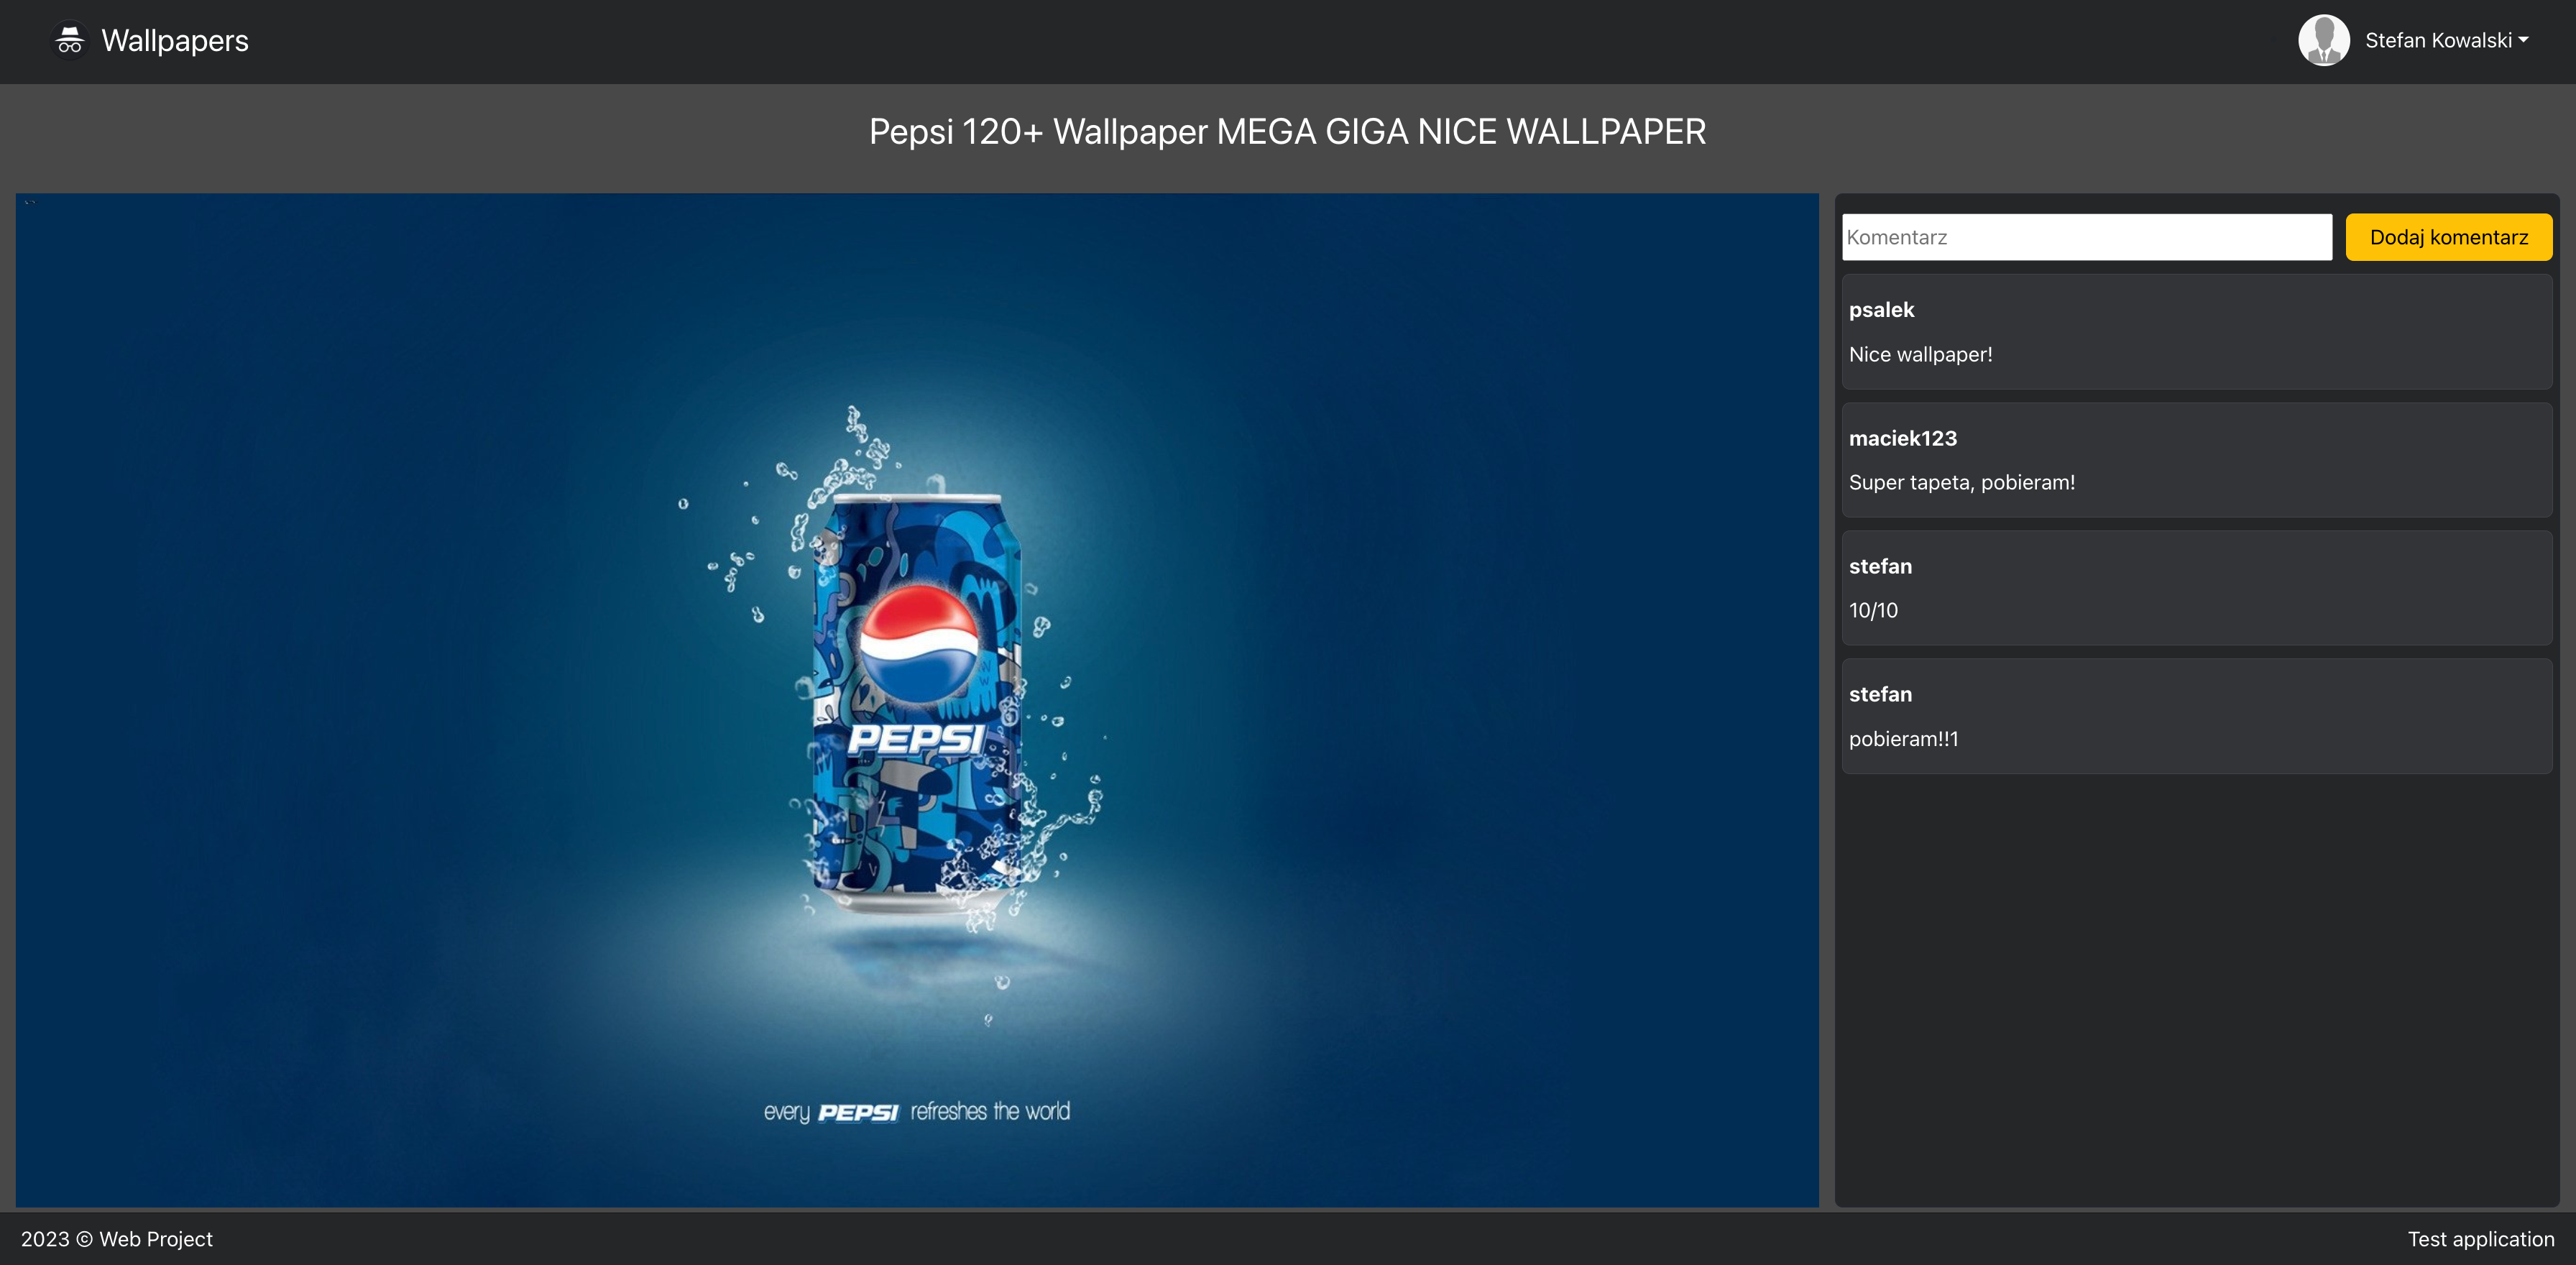 Wallpapers
Stefan Kowalski
Pepsi 120+ Wallpaper MEGA GIGA NICE WALLPAPER
PEPSI
every PEPSI refreshes the world
Komentarz
Dodaj komentarz
psalek
Nice wallpaper!
maciek123
Super tapeta, pobieram!
stefan
10/10
stefan
pobieram!!1
2023 © Web Project
Test application